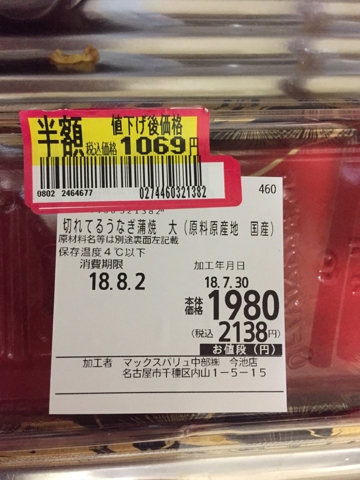 半額 値下げ後価格
税込価格 1069円
0802 2464677 0274460321382
460
切れてるうなぎ蒲焼 大(原料原産地 国産)
原材料名等は別途裏面左記載
保存温度4℃以下
消費期限 加工年月日
18.8.2 18.7.30
本体価格 1980
(税込 2138円)
お値段(円)
加工者 マックスバリュ中部㈱ 今池店
名古屋市千種区内山1-5-15